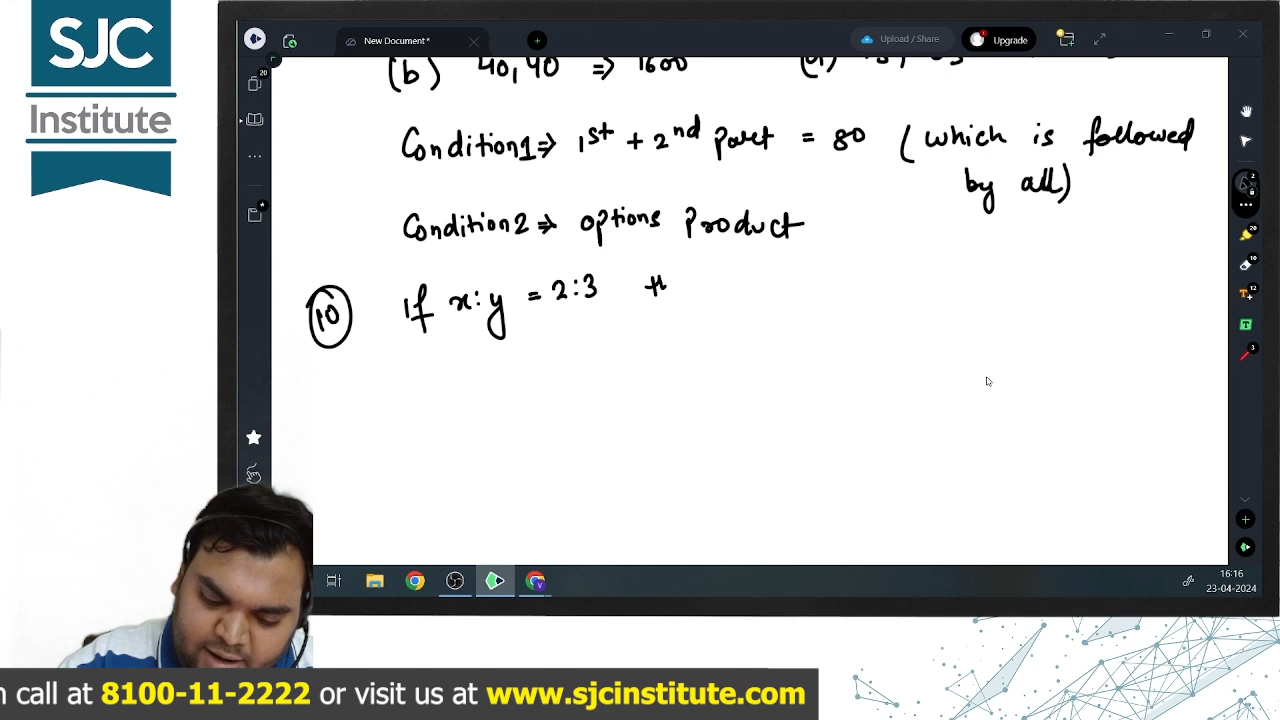 SJC
Institute
New Document*
Upload / Share
Upgrade
(b) 40, 40 => 1600
Condition1 => 1st + 2nd Part = 80 (which is followed
by all)
Condition2 => options Product
10 If x:y = 2:3
16:16
23-04-2024
call at 8100-11-2222 or visit us at www.sjcinstitute.com